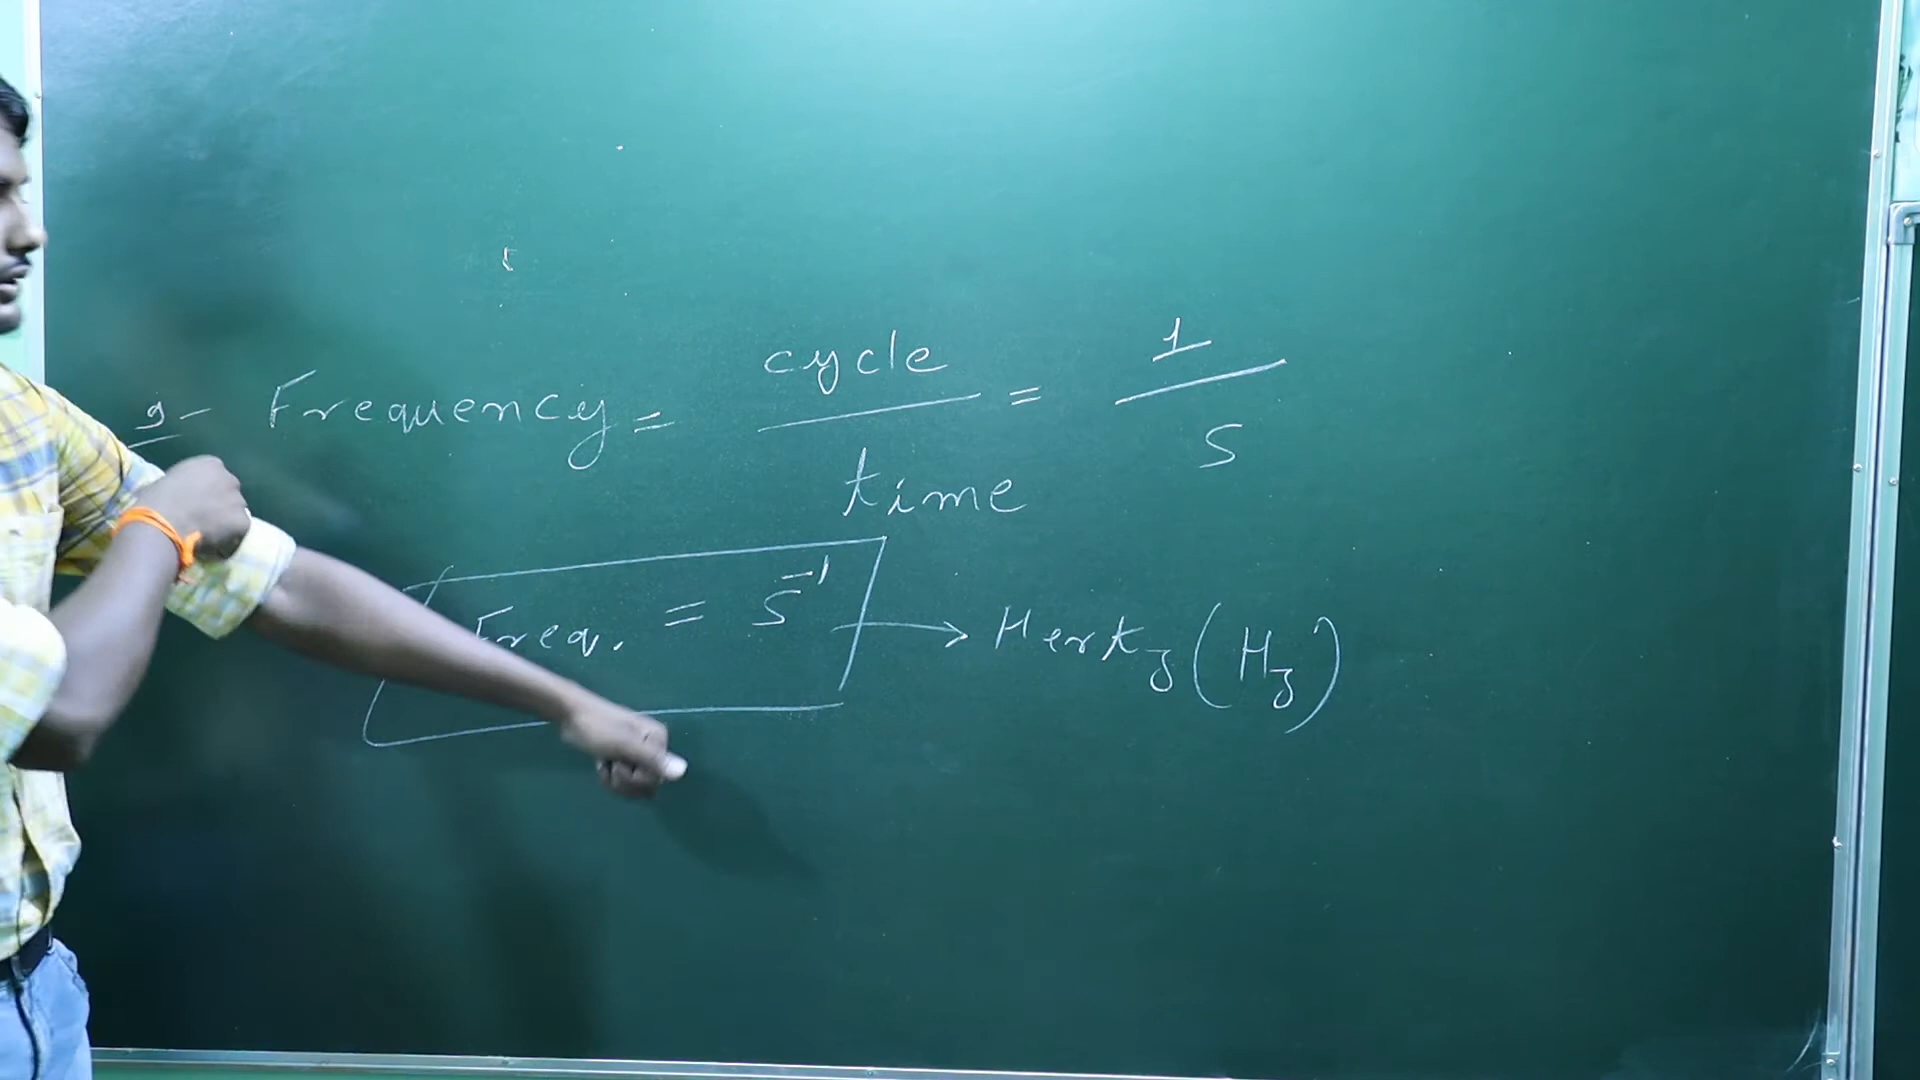 9- Frequency = cycle / time = 1 / S
Freq. = S⁻¹ → Hertz (Hz)